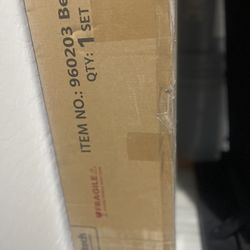 ITEM NO.: 960203 Be
QTY: 1 SET
FRAGILE